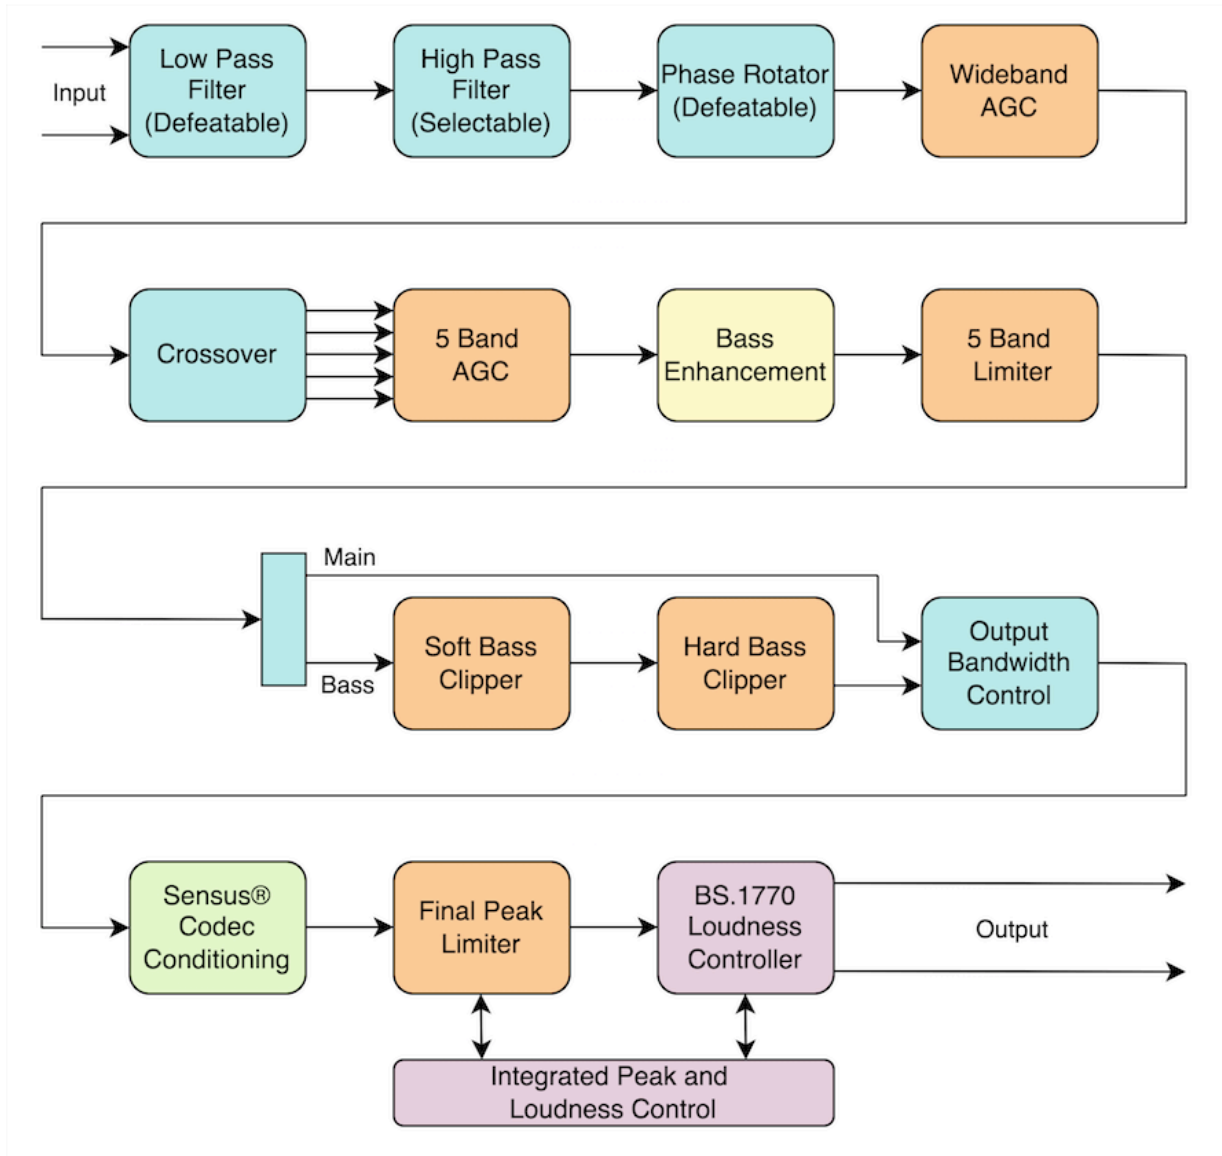 Input
Low Pass
Filter
(Defeatable)
High Pass
Filter
(Selectable)
Phase Rotator
(Defeatable)
Wideband
AGC
Crossover
5 Band
AGC
Bass
Enhancement
5 Band
Limiter
Main
Bass
Soft Bass
Clipper
Hard Bass
Clipper
Output
Bandwidth
Control
Sensus®
Codec
Conditioning
Final Peak
Limiter
BS.1770
Loudness
Controller
Output
Integrated Peak and
Loudness Control